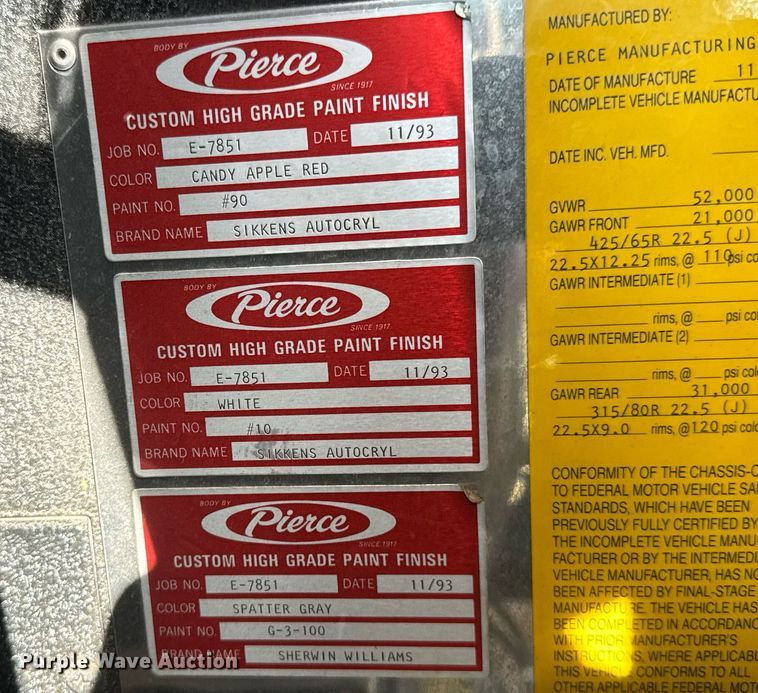 BODY BY
Pierce
SINCE 1917
CUSTOM HIGH GRADE PAINT FINISH
JOB NO. E-7851 DATE 11/93
COLOR CANDY APPLE RED
PAINT NO. #90
BRAND NAME SIKKENS AUTOCRYL
BODY BY
Pierce
SINCE 1917
CUSTOM HIGH GRADE PAINT FINISH
JOB NO. E-7851 DATE 11/93
COLOR WHITE
PAINT NO. #10
BRAND NAME SIKKENS AUTOCRYL
BODY BY
Pierce
SINCE 1917
CUSTOM HIGH GRADE PAINT FINISH
JOB NO. E-7851 DATE 11/93
COLOR SPATTER GRAY
PAINT NO. G-3-100
BRAND NAME SHERWIN WILLIAMS
MANUFACTURED BY:
PIERCE MANUFACTURING
DATE OF MANUFACTURE 11
INCOMPLETE VEHICLE MANUFACTU
DATE INC. VEH. MFD.
GVWR 52,000
GAWR FRONT 21,000
425/65R 22.5 (J)
22.5X12.25 rims, @ 110 psi co
GAWR INTERMEDIATE (1)
rims, @ psi co
GAWR INTERMEDIATE (2)
rims, @ psi col
GAWR REAR 31,000
315/80R 22.5 (J)
22.5X9.0 rims, @ 120 psi cold
CONFORMITY OF THE CHASSIS-C
TO FEDERAL MOTOR VEHICLE SA
STANDARDS, WHICH HAVE BEEN
PREVIOUSLY FULLY CERTIFIED BY
THE INCOMPLETE VEHICLE MANU-
FACTURER OR BY THE INTERMEDI
VEHICLE MANUFACTURER, HAS NO
BEEN AFFECTED BY FINAL-STAGE
MANUFACTURE. THE VEHICLE HAS
BEEN COMPLETED IN ACCORDANC
WITH PRIOR MANUFACTURER'S
INSTRUCTIONS, WHERE APPLICABL
THIS VEHICLE CONFORMS TO ALL
OTHER APPLICABLE FEDERAL MOTO
Purple Wave Auction